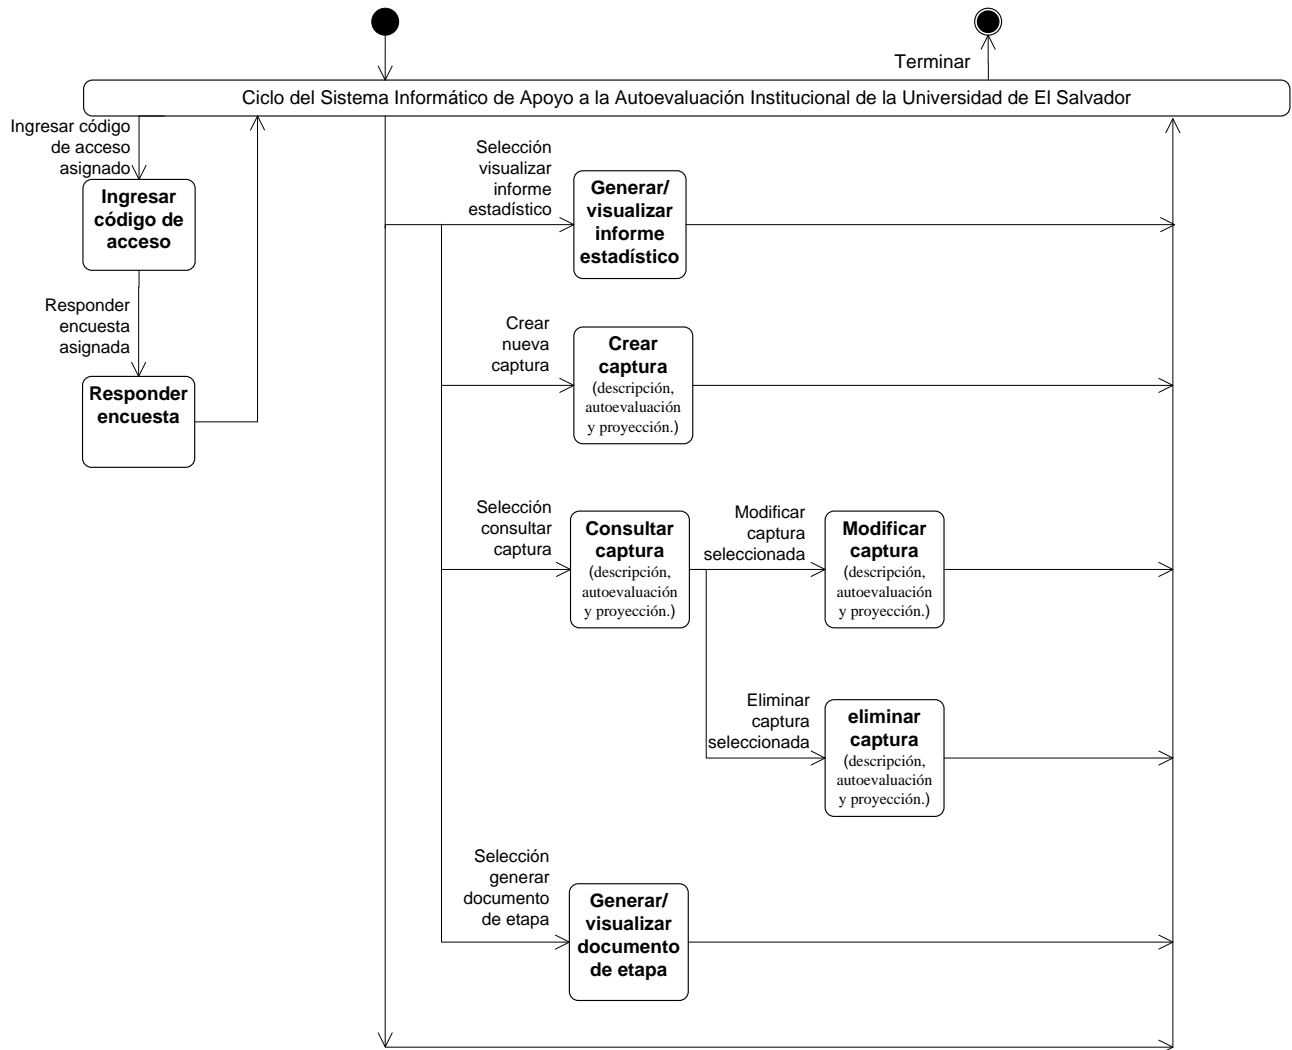 Terminar
Ciclo del Sistema Informático de Apoyo a la Autoevaluación Institucional de la Universidad de El Salvador
Ingresar código
de acceso
asignado
Ingresar
código de
acceso
Responder
encuesta
asignada
Responder
encuesta
Selección
visualizar
informe
estadístico
Generar/
visualizar
informe
estadístico
Crear
nueva
captura
Crear
captura
(descripción,
autoevaluación
y proyección.)
Selección
consultar
captura
Consultar
captura
(descripción,
autoevaluación
y proyección.)
Modificar
captura
seleccionada
Modificar
captura
(descripción,
autoevaluación
y proyección.)
Eliminar
captura
seleccionada
eliminar
captura
(descripción,
autoevaluación
y proyección.)
Selección
generar
documento
de etapa
Generar/
visualizar
documento
de etapa